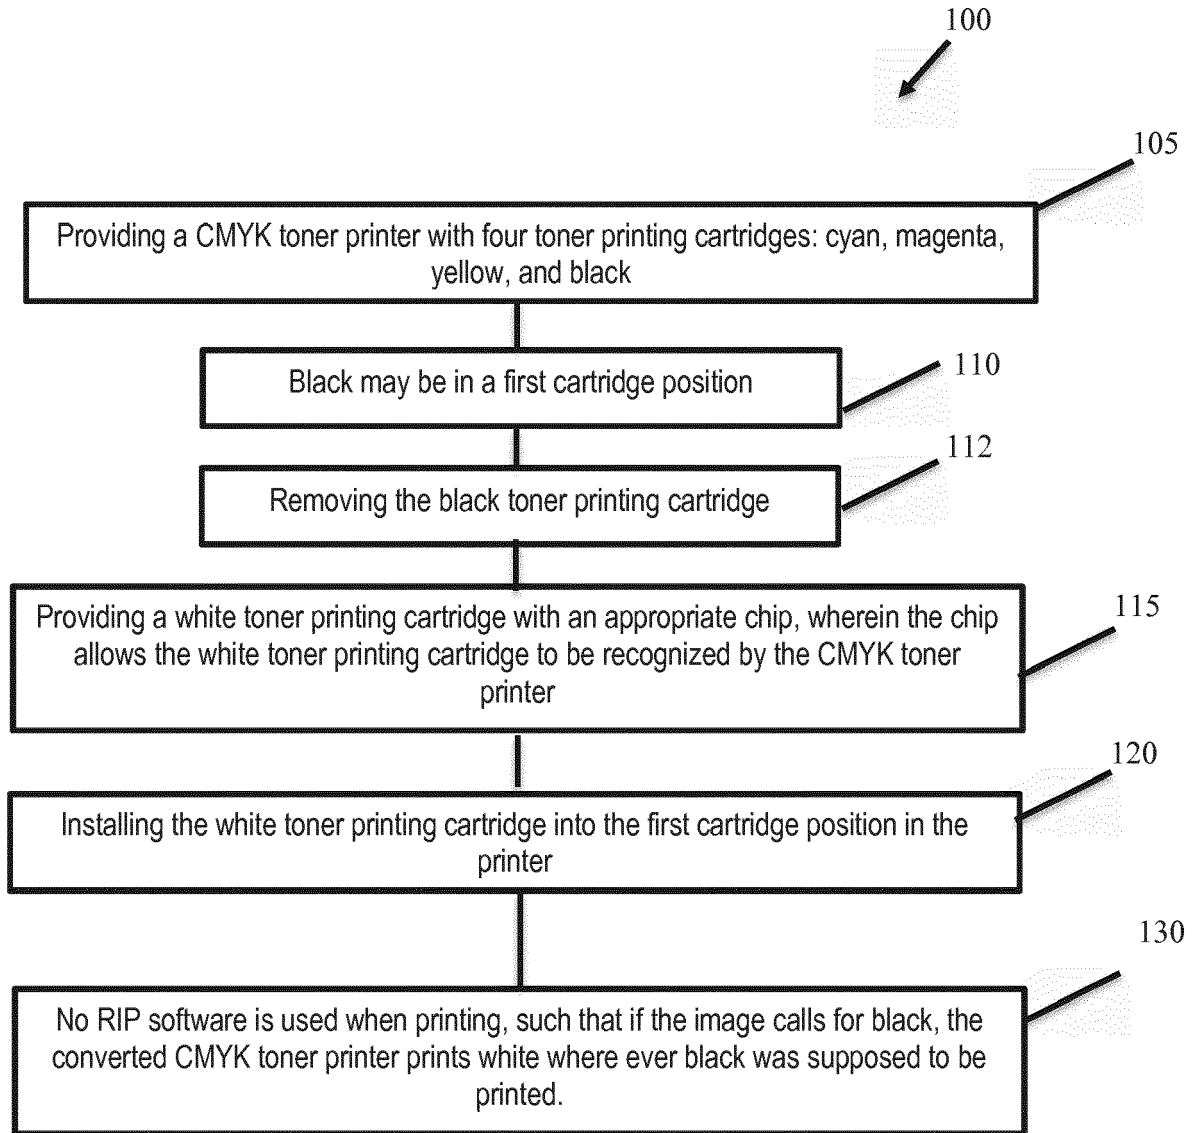 100
105
Providing a CMYK toner printer with four toner printing cartridges: cyan, magenta,
yellow, and black
Black may be in a first cartridge position
110
112
Removing the black toner printing cartridge
Providing a white toner printing cartridge with an appropriate chip, wherein the chip
allows the white toner printing cartridge to be recognized by the CMYK toner
printer
115
120
Installing the white toner printing cartridge into the first cartridge position in the
printer
130
No RIP software is used when printing, such that if the image calls for black, the
converted CMYK toner printer prints white where ever black was supposed to be
printed.